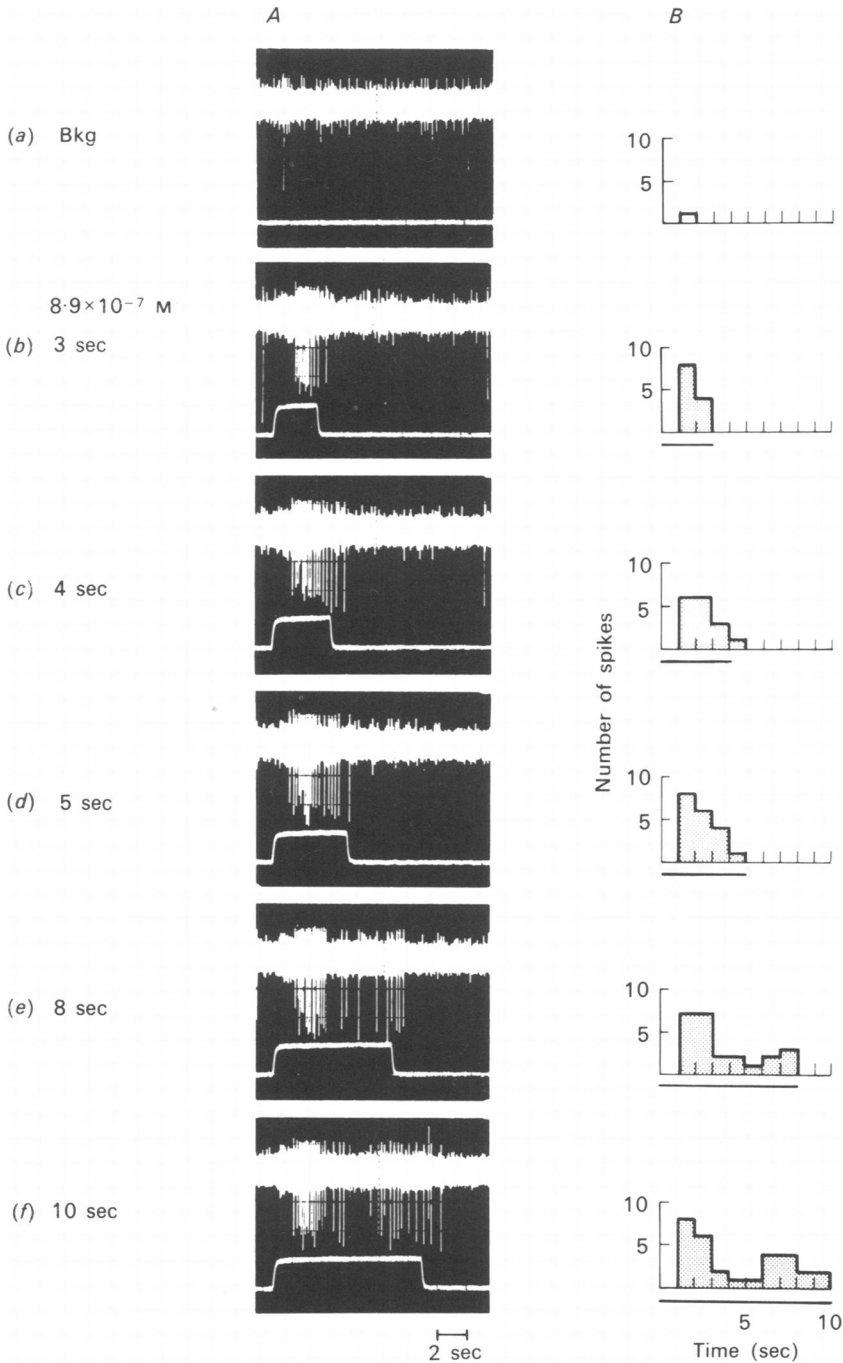 A B
(a) Bkg
10
5
8·9×10⁻⁷ M
(b) 3 sec
10
5
(c) 4 sec
10
5
Number of spikes
(d) 5 sec
10
5
(e) 8 sec
10
5
(f) 10 sec
10
5
5 10
2 sec
Time (sec)